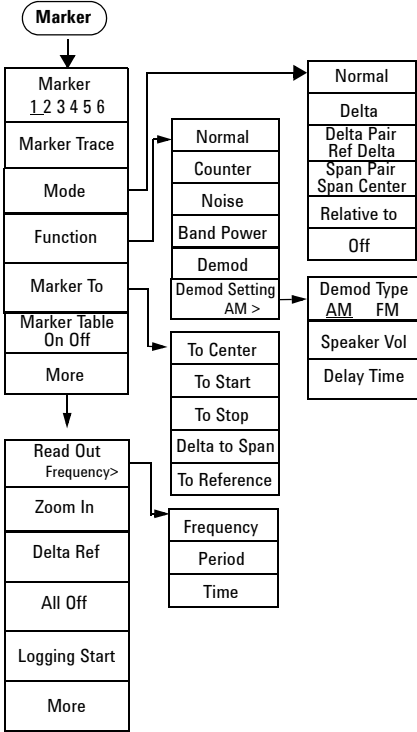 Marker
Marker
1 2 3 4 5 6
Marker Trace
Mode
Function
Marker To
Marker Table
On Off
More
Normal
Delta
Delta Pair
Ref Delta
Span Pair
Span Center
Relative to
Off
Normal
Counter
Noise
Band Power
Demod
Demod Setting
AM >
Demod Type
AM FM
Speaker Vol
Delay Time
To Center
To Start
To Stop
Delta to Span
To Reference
Read Out
Frequency>
Zoom In
Delta Ref
All Off
Logging Start
More
Frequency
Period
Time